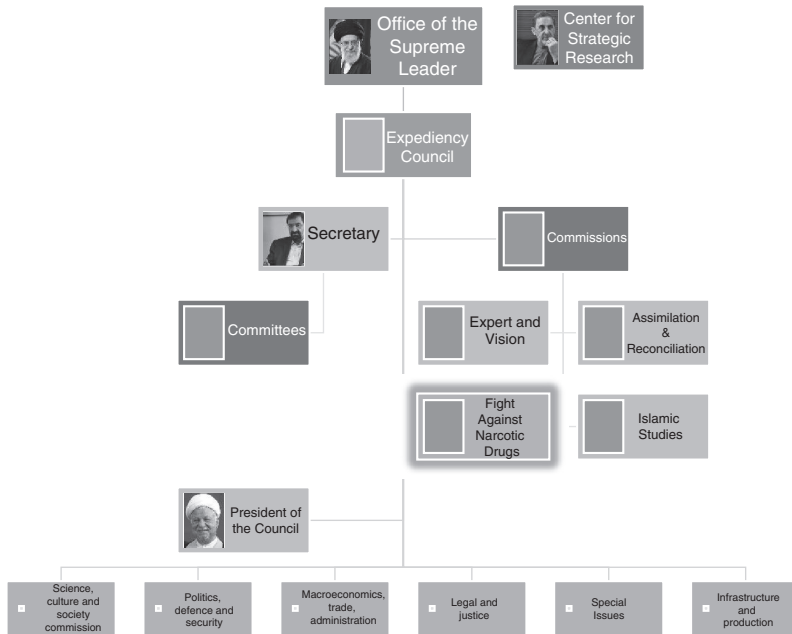 Office of the
Supreme
Leader
Center for
Strategic
Research
Expediency
Council
Secretary
Commissions
Committees
Expert and
Vision
Assimilation
&
Reconciliation
Fight
Against
Narcotic
Drugs
Islamic
Studies
President of
the Council
Science,
culture and
society
commission
Politics,
defence and
security
Macroeconomics,
trade,
administration
Legal and
justice
Special
Issues
Infrastructure
and
production